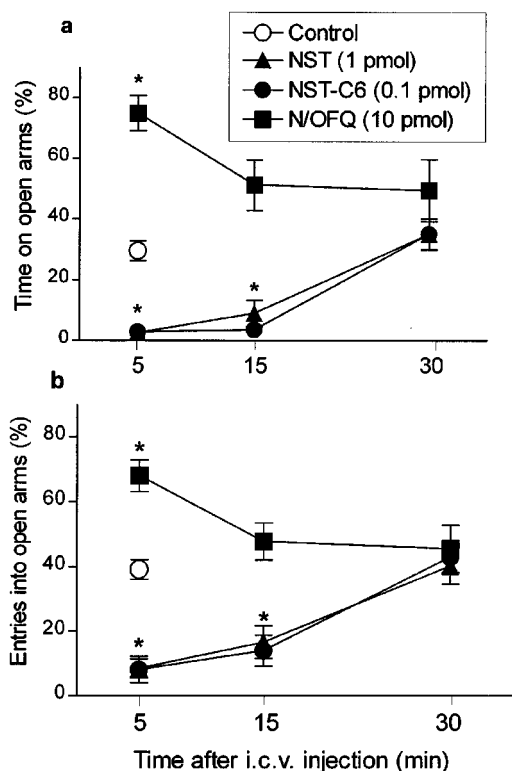 a
Control
NST (1 pmol)
NST-C6 (0.1 pmol)
N/OFQ (10 pmol)
Time on open arms (%)
80
60
40
20
0
*
*
*
5
15
30
b
Entries into open arms (%)
80
60
40
20
0
*
*
*
5
15
30
Time after i.c.v. injection (min)